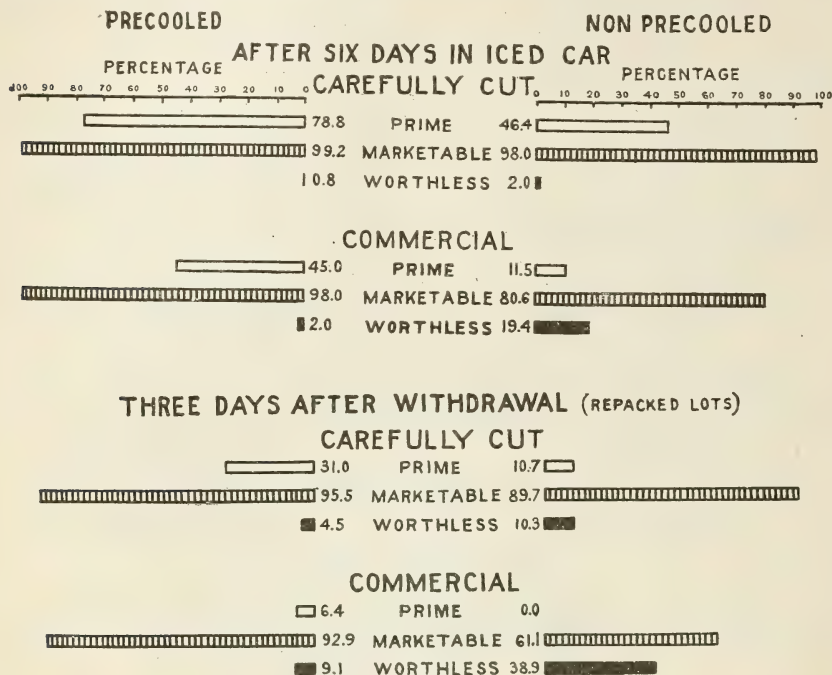 PRECOOLED NON PRECOOLED
AFTER SIX DAYS IN ICED CAR
PERCENTAGE PERCENTAGE
CAREFULLY CUT
100 90 80 70 60 50 40 30 20 10 0 0 10 20 30 40 50 60 70 80 90 100
78.8 PRIME 46.4
99.2 MARKETABLE 98.0
0.8 WORTHLESS 2.0
COMMERCIAL
45.0 PRIME 11.5
98.0 MARKETABLE 80.6
2.0 WORTHLESS 19.4
THREE DAYS AFTER WITHDRAWAL (REPACKED LOTS)
CAREFULLY CUT
31.0 PRIME 10.7
95.5 MARKETABLE 89.7
4.5 WORTHLESS 10.3
COMMERCIAL
6.4 PRIME 0.0
92.9 MARKETABLE 61.1
9.1 WORTHLESS 38.9